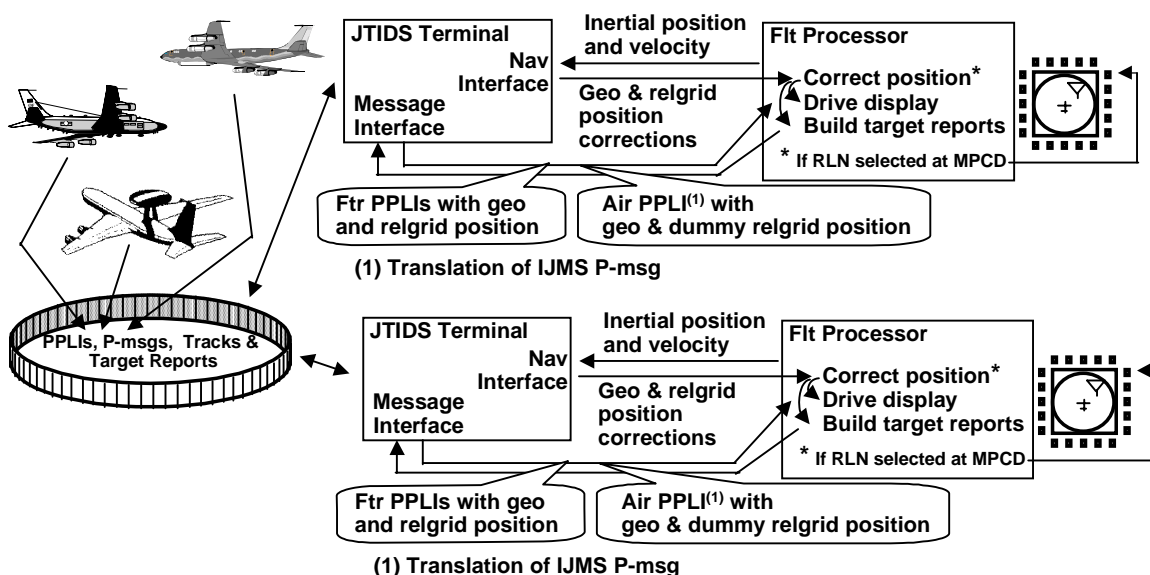 JTIDS Terminal
Nav
Interface
Message
Interface
Inertial position
and velocity
Geo & relgrid
position
corrections
Flt Processor
Correct position*
Drive display
Build target reports
* If RLN selected at MPCD
Ftr PPLIs with geo
and relgrid position
Air PPLI(1) with
geo & dummy relgrid position
(1) Translation of IJMS P-msg
PPLIs, P-msgs, Tracks &
Target Reports
JTIDS Terminal
Nav
Interface
Message
Interface
Inertial position
and velocity
Geo & relgrid
position
corrections
Flt Processor
Correct position*
Drive display
Build target reports
* If RLN selected at MPCD
Ftr PPLIs with geo
and relgrid position
Air PPLI(1) with
geo & dummy relgrid position
(1) Translation of IJMS P-msg